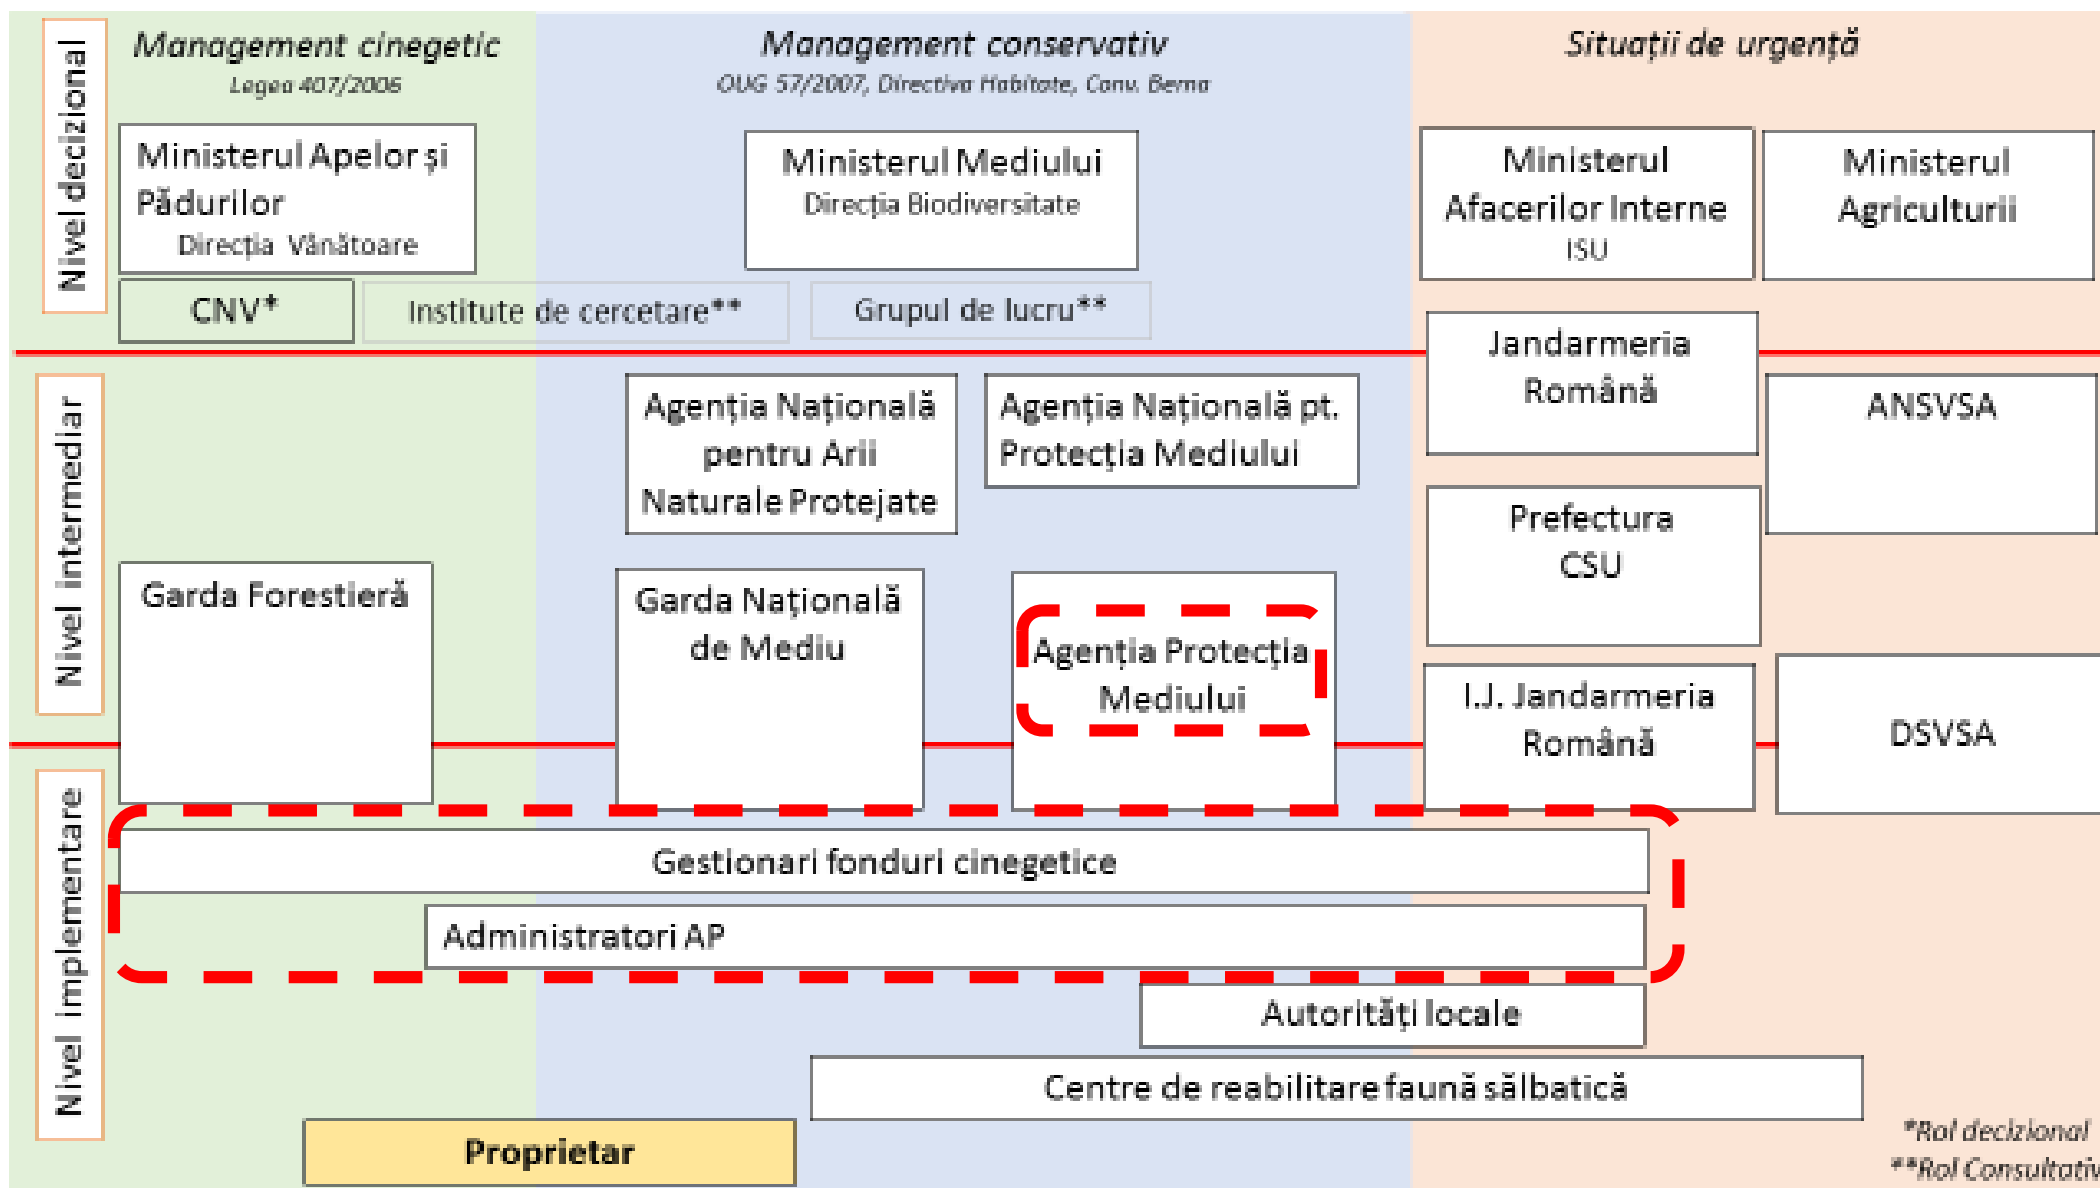 Nivel decizional
Management cinegetic
Legea 407/2006
Management conservativ
OUG 57/2007, Directiva Habitate, Conv. Berna
Situații de urgență
Ministerul Apelor și
Pădurilor
Direcția Vânătoare
Ministerul Mediului
Direcția Biodiversitate
Ministerul
Afacerilor Interne
ISU
Ministerul
Agriculturii
CNV*
Institute de cercetare**
Grupul de lucru**
Nivel intermediar
Agenția Națională
pentru Arii
Naturale Protejate
Agenția Națională pt.
Protecția Mediului
Jandarmeria
Română
ANSVSA
Prefectura
CSU
Garda Forestieră
Garda Națională
de Mediu
Agenția Protecția
Mediului
I.J. Jandarmeria
Română
DSVSA
Nivel implementare
Gestionari fonduri cinegetice
Administratori AP
Autorități locale
Centre de reabilitare faună sălbatică
Proprietar
*Rol decizional
**Rol Consultativ